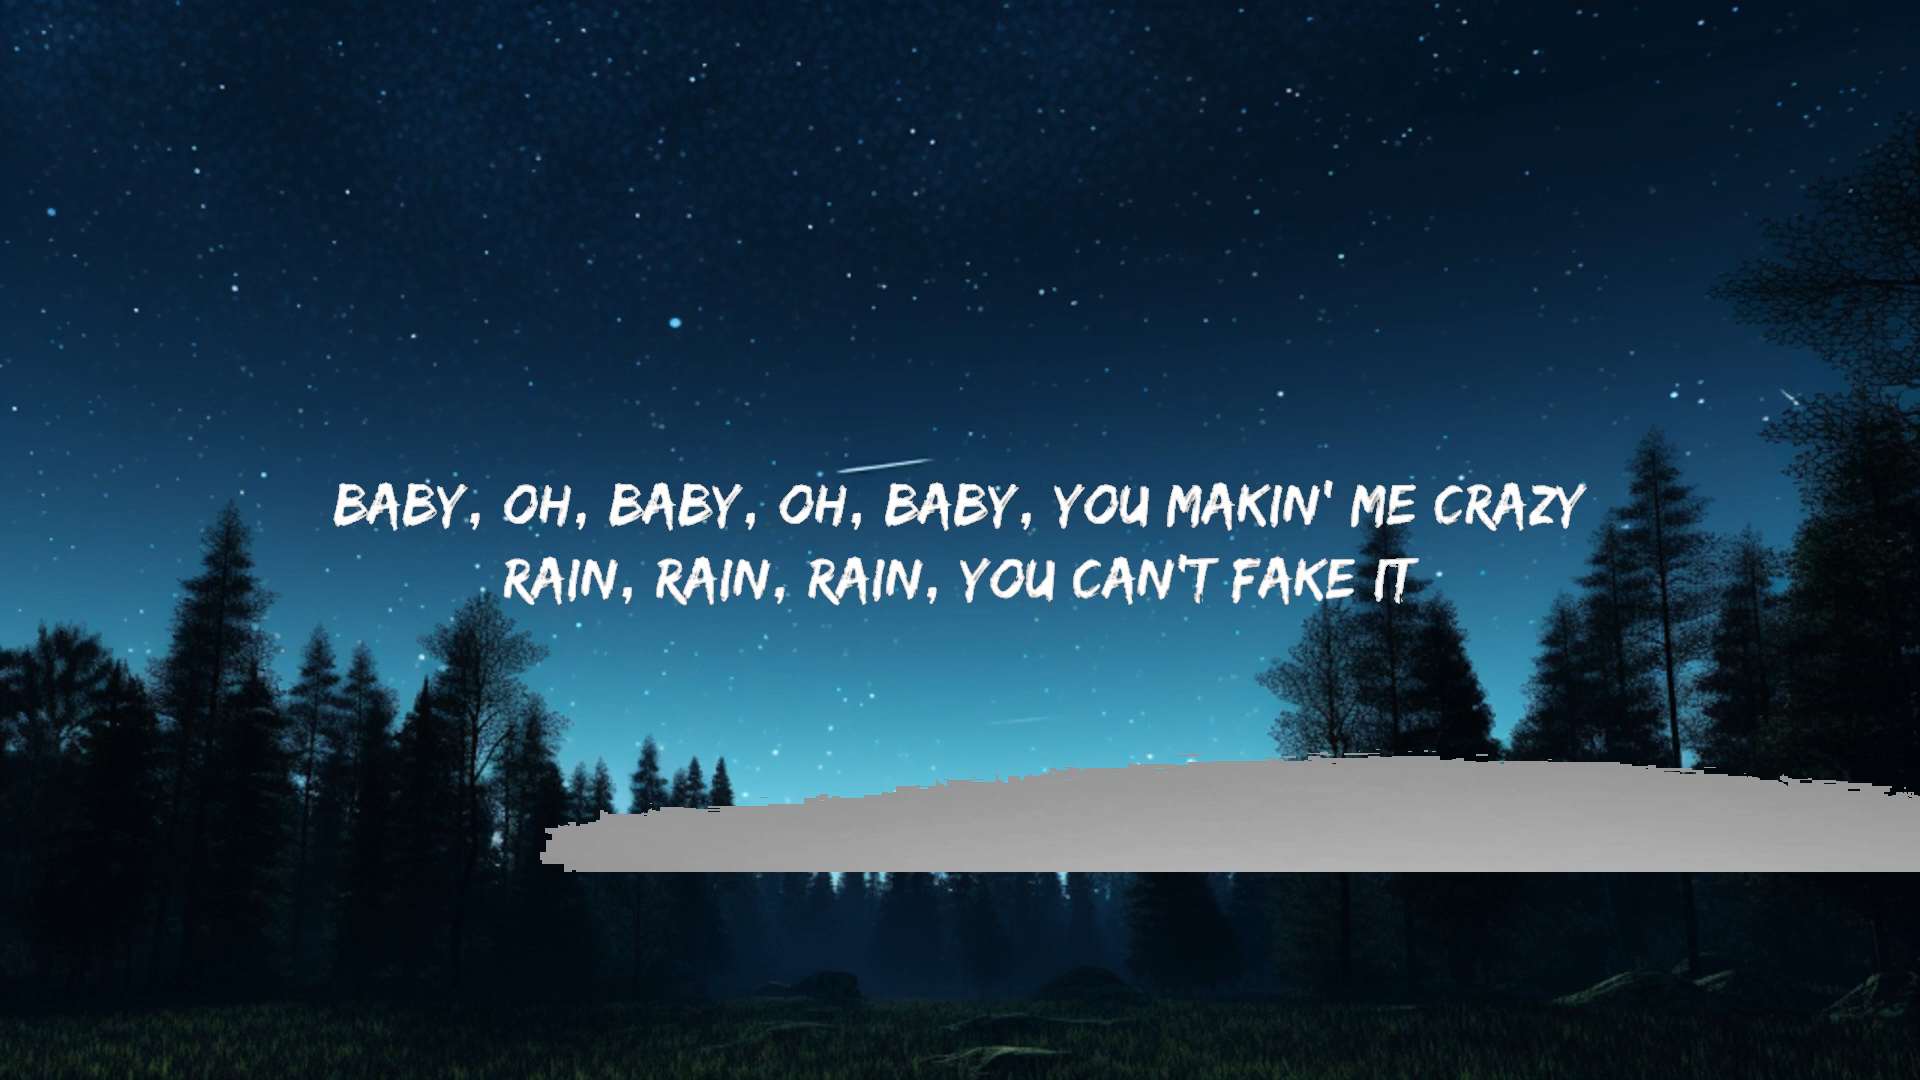 BABY, OH, BABY, OH, BABY, YOU MAKIN' ME CRAZY
RAIN, RAIN, RAIN, YOU CAN'T FAKE IT